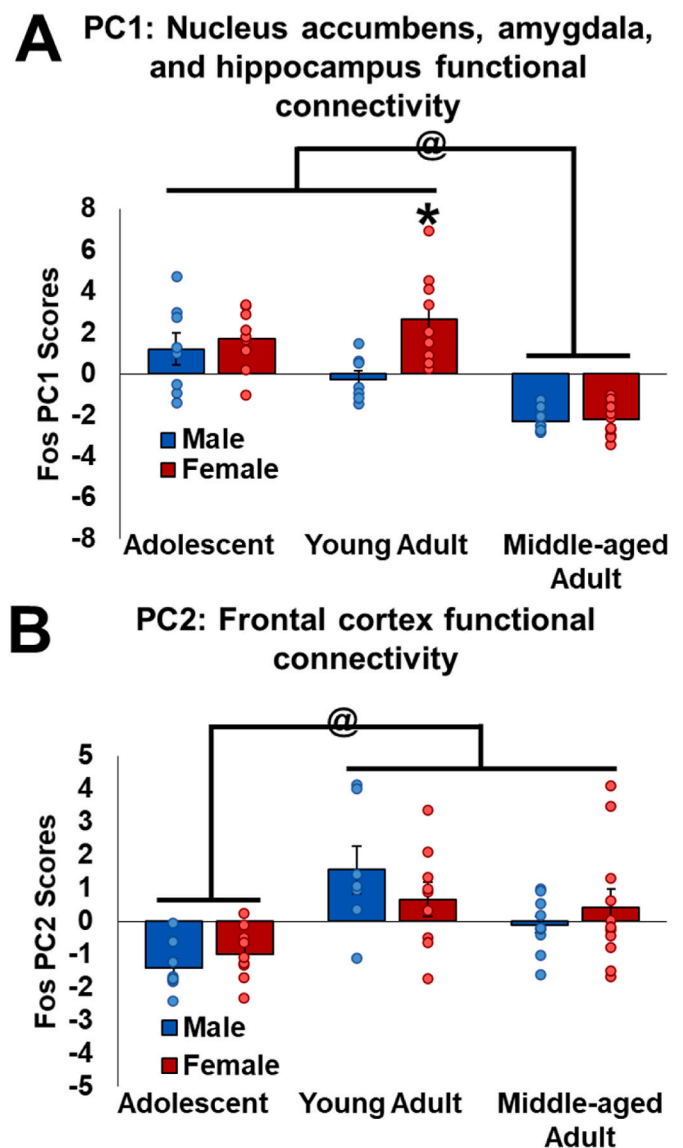 A
PC1: Nucleus accumbens, amygdala,
and hippocampus functional
connectivity
@
*
8
6
4
2
0
-2
-4
-6
-8
Fos PC1 Scores
Male
Female
Adolescent
Young Adult
Middle-aged
Adult
B
PC2: Frontal cortex functional
connectivity
@
5
4
3
2
1
0
-1
-2
-3
-4
-5
Fos PC2 Scores
Male
Female
Adolescent
Young Adult
Middle-aged
Adult